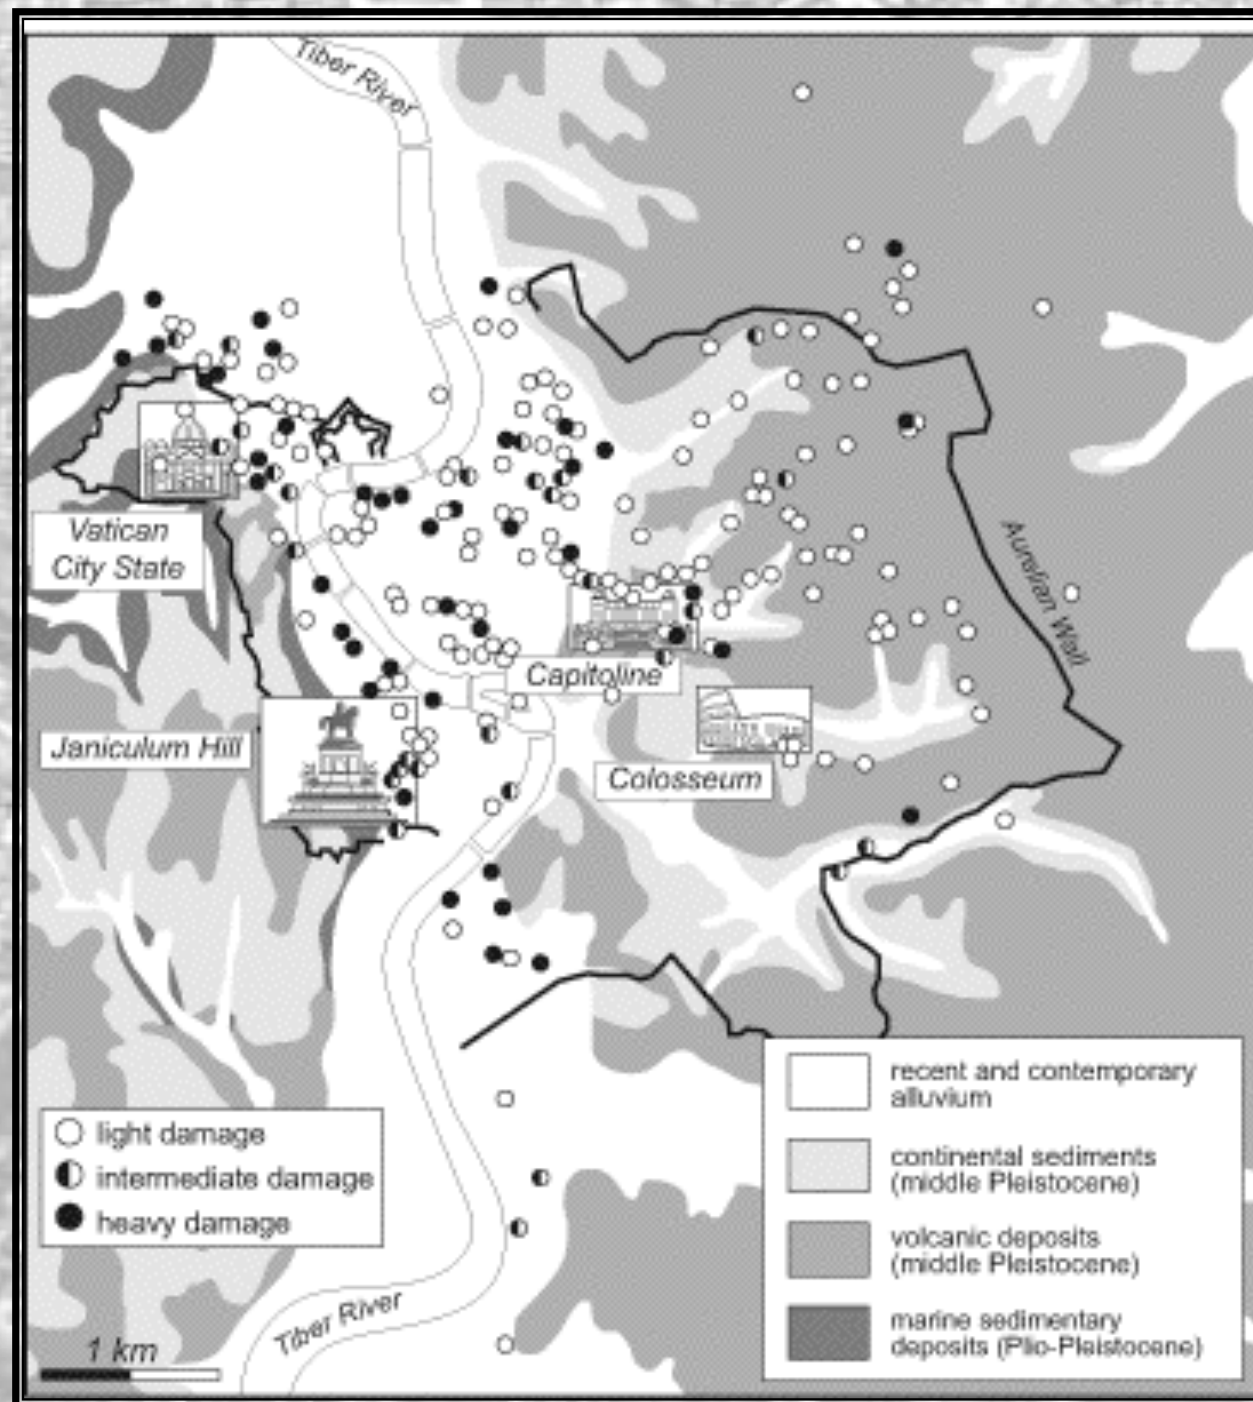 Tiber River
Aurelian Wall
Vatican
City State
Capitoline
Janiculum Hill
Colosseum
light damage
intermediate damage
heavy damage
recent and contemporary
alluvium
continental sediments
(middle Pleistocene)
volcanic deposits
(middle Pleistocene)
marine sedimentary
deposits (Plio-Pleistocene)
Tiber River
1 km